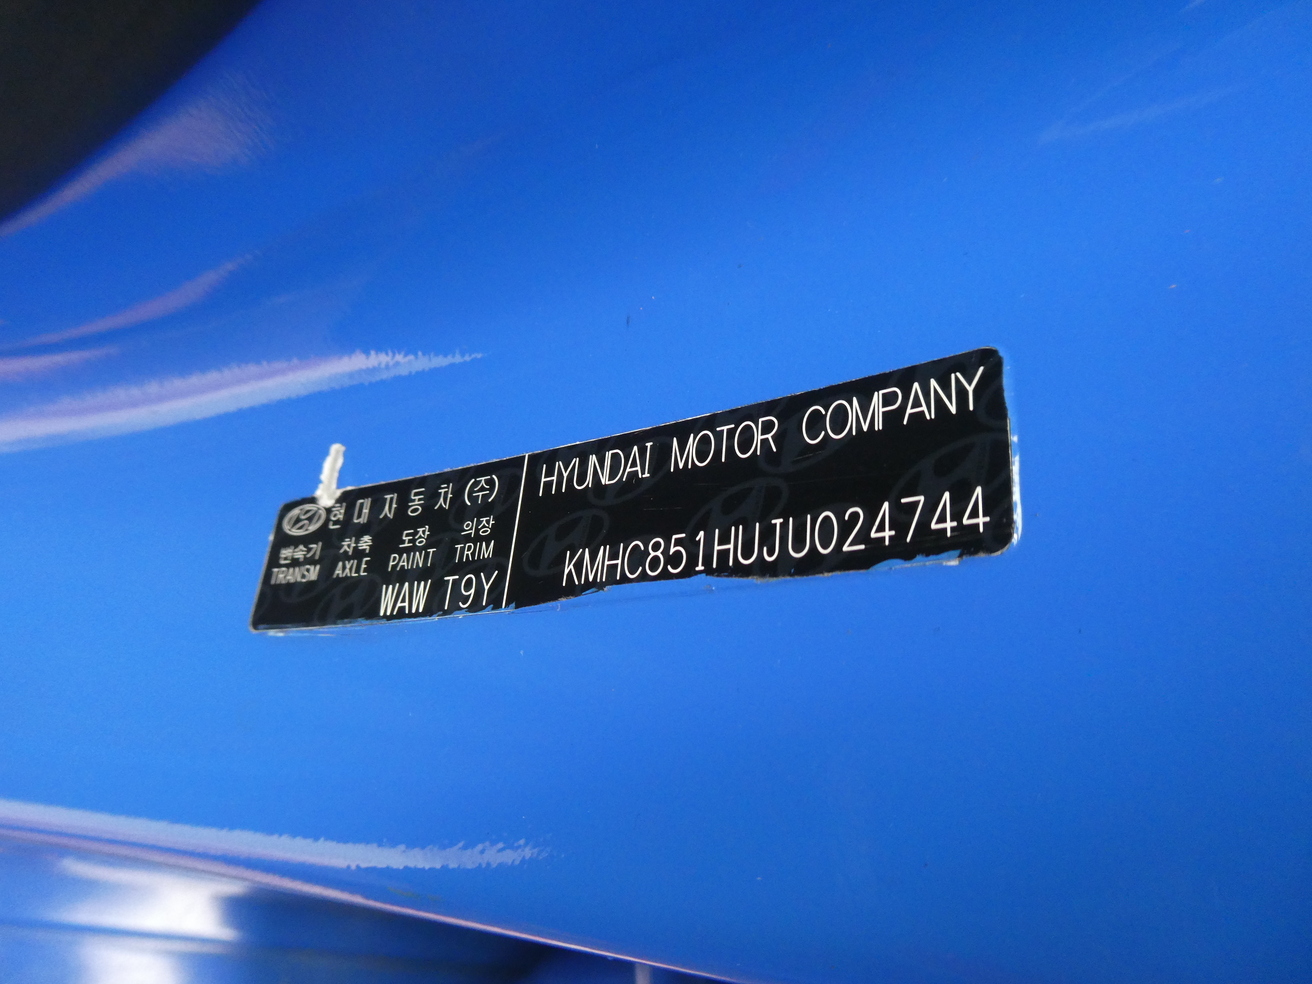 현대자동차(주)
변속기 차축 도장 의장
TRANSM AXLE PAINT TRIM
WAW T9Y
HYUNDAI MOTOR COMPANY
KMHC851HUJU024744